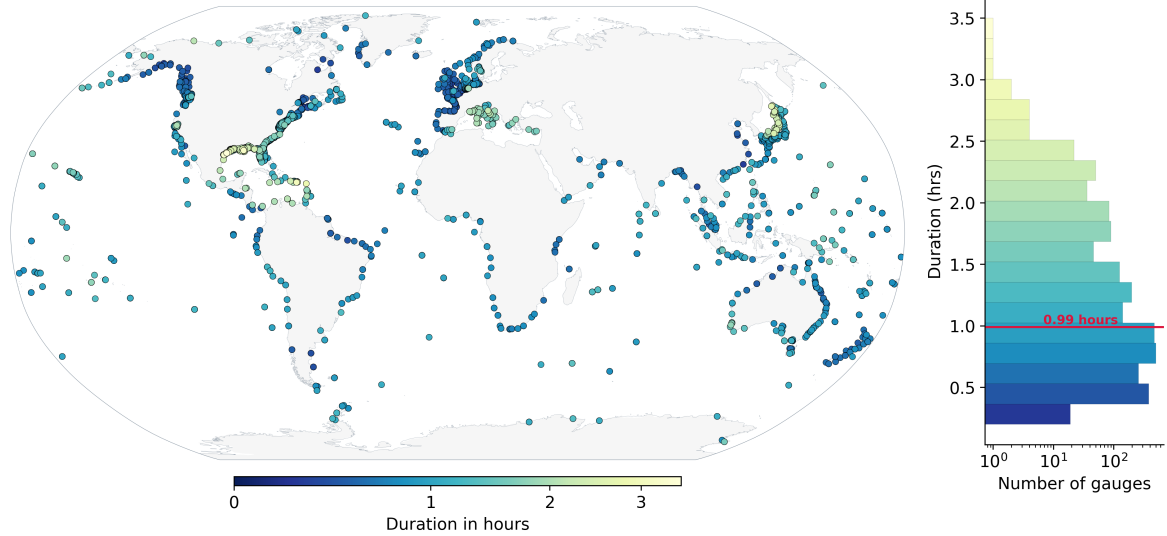 0 1 2 3
Duration in hours
3.5
3.0
2.5
2.0
1.5
1.0
0.5
Duration (hrs)
0.99 hours
10⁰ 10¹ 10²
Number of gauges